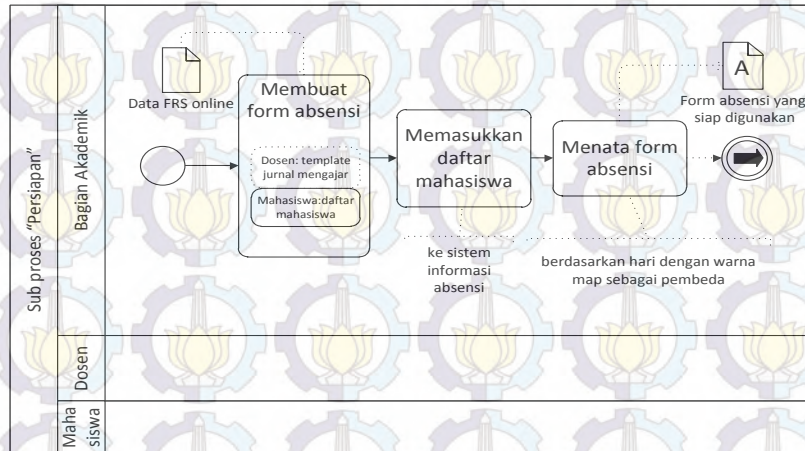 Sub proses "Persiapan"
Bagian Akademik
Data FRS online
Membuat
form absensi
Dosen: template
jurnal mengajar
Mahasiswa:daftar
mahasiswa
Memasukkan
daftar
mahasiswa
ke sistem
informasi
absensi
Menata form
absensi
berdasarkan hari dengan warna
map sebagai pembeda
A
Form absensi yang
siap digunakan
Dosen
Maha
siswa